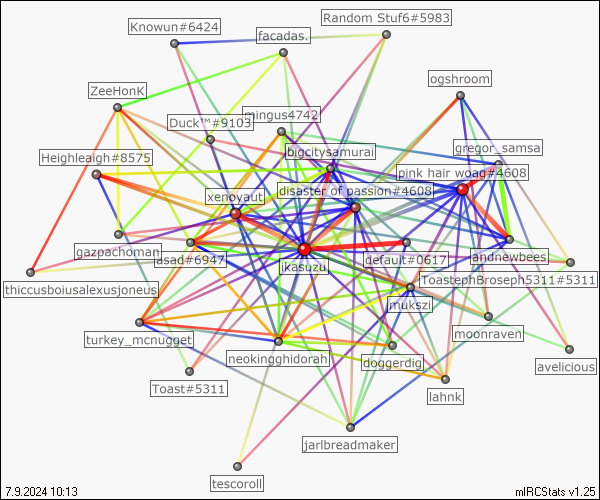 Random Stuf6#5983
Knowun#6424
facadas.
ogshroom
ZeeHonK
mingus4742
Duck™#9103
gregor_samsa
bigcitysamurai
Heighleaigh#8575
pink hair woag#4608
disaster of passion#4608
xenoyaut
gazpachoman
asad#6947
default#0617
andnewbees
ikasuzu
ToastephBroseph5311#5311
thiccusboiusalexusjoneus
mukszi
moonraven
turkey_mcnugget
neokingghidorah
doggerdig
avelicious
Toast#5311
lahnk
jarlbreadmaker
tescoroll
7.9.2024 10:13
mIRCStats v1.25